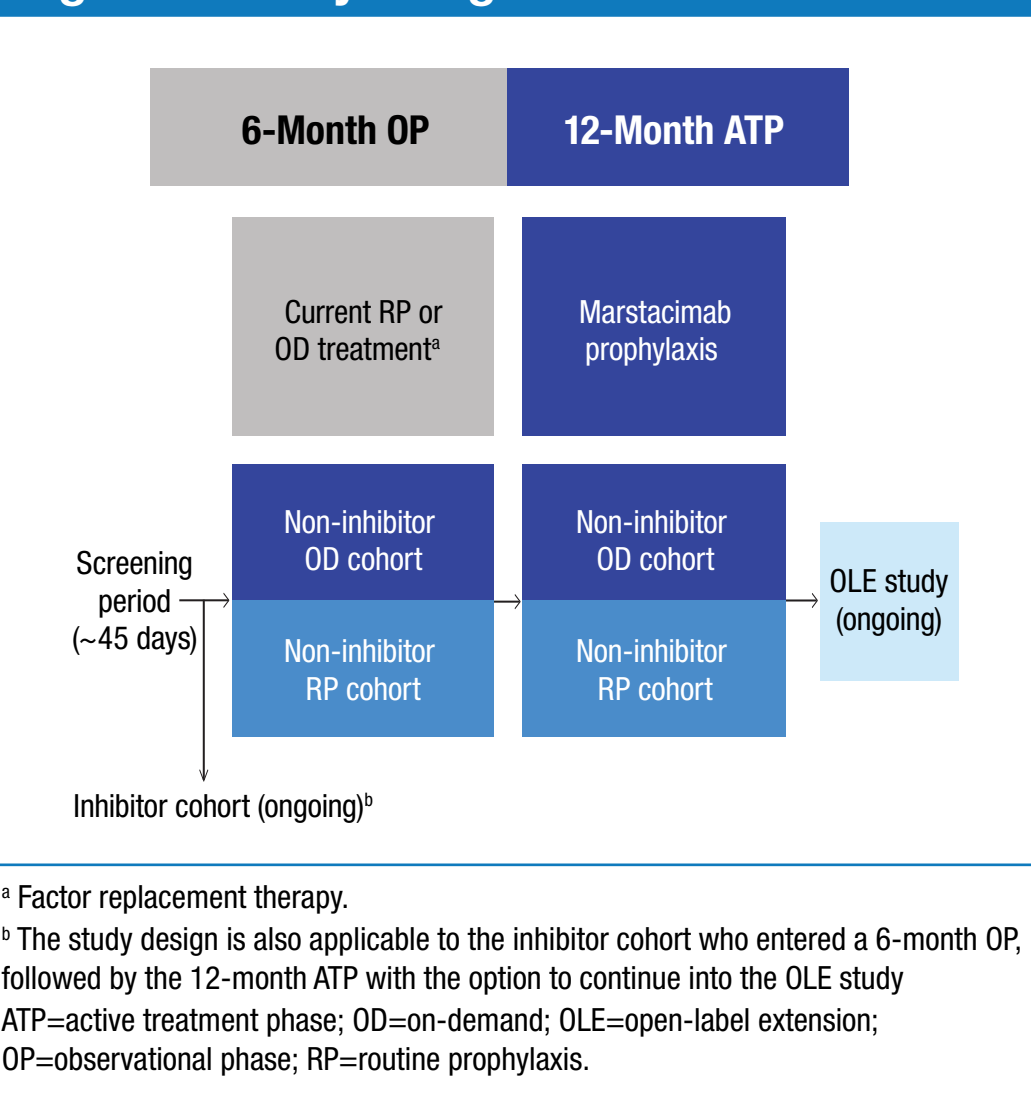 6-Month OP
12-Month ATP
Current RP or
OD treatmentᵃ
Marstacimab
prophylaxis
Non-inhibitor
OD cohort
Non-inhibitor
OD cohort
Screening
period
(~45 days)
OLE study
(ongoing)
Non-inhibitor
RP cohort
Non-inhibitor
RP cohort
Inhibitor cohort (ongoing)ᵇ
ᵃ Factor replacement therapy.
ᵇ The study design is also applicable to the inhibitor cohort who entered a 6-month OP,
followed by the 12-month ATP with the option to continue into the OLE study
ATP=active treatment phase; OD=on-demand; OLE=open-label extension;
OP=observational phase; RP=routine prophylaxis.